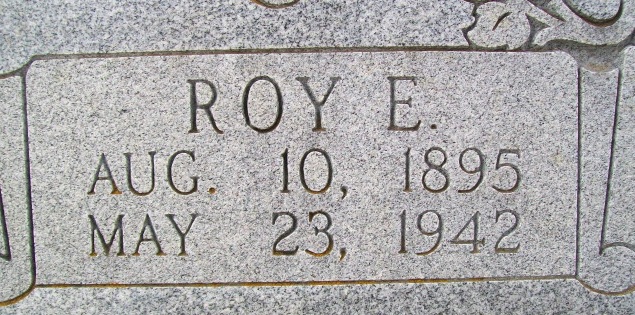 ROY E.
AUG. 10, 1895
MAY 23, 1942